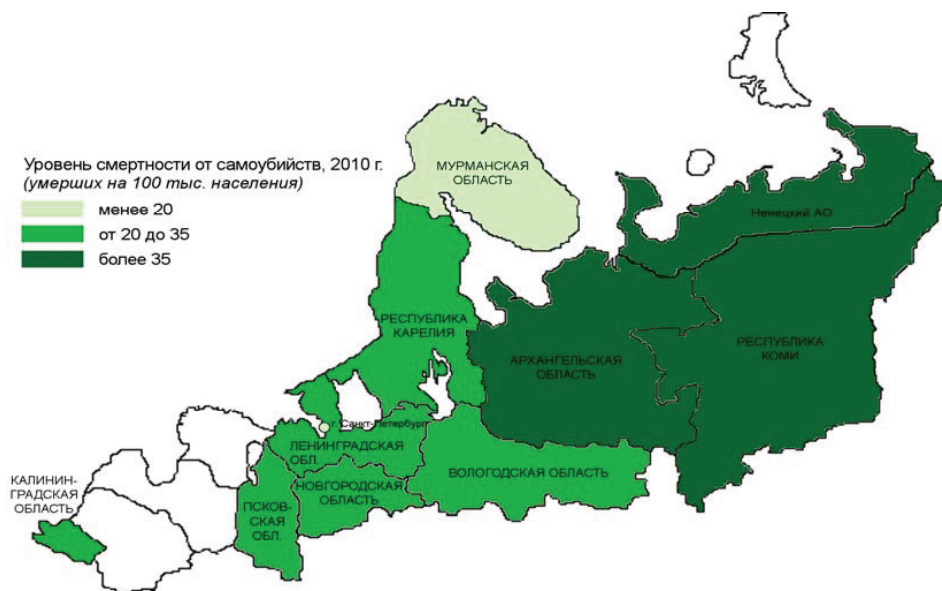 Уровень смертности от самоубийств, 2010 г.
(умерших на 100 тыс. населения)
менее 20
от 20 до 35
более 35
МУРМАНСКАЯ
ОБЛАСТЬ
Ненецкий АО
РЕСПУБЛИКА
КАРЕЛИЯ
АРХАНГЕЛЬСКАЯ
ОБЛАСТЬ
РЕСПУБЛИКА
КОМИ
г. Санкт-Петербург
ЛЕНИНГРАДСКАЯ
ОБЛ.
ВОЛОГОДСКАЯ ОБЛАСТЬ
КАЛИНИН-
ГРАДСКАЯ
ОБЛАСТЬ
НОВГОРОДСКАЯ
ОБЛАСТЬ
ПСКОВ-
СКАЯ
ОБЛ.